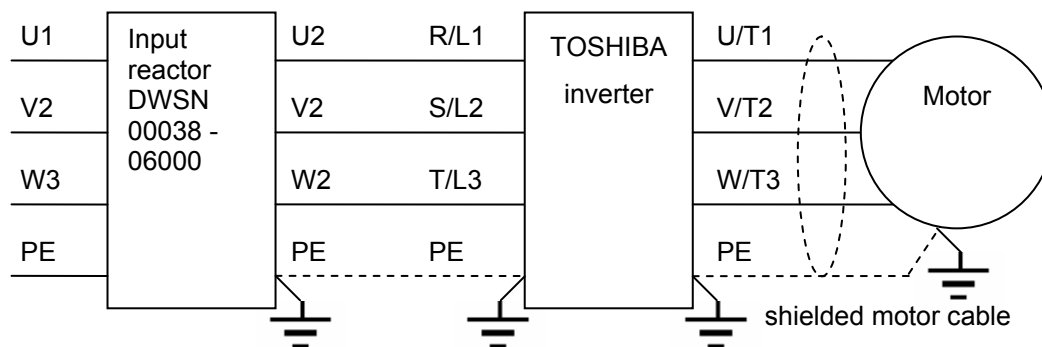 U1
Input
reactor
DWSN
00038 -
06000
U2
R/L1
TOSHIBA
inverter
U/T1
Motor
V2
V2
S/L2
V/T2
W3
W2
T/L3
W/T3
PE
PE
PE
PE
shielded motor cable